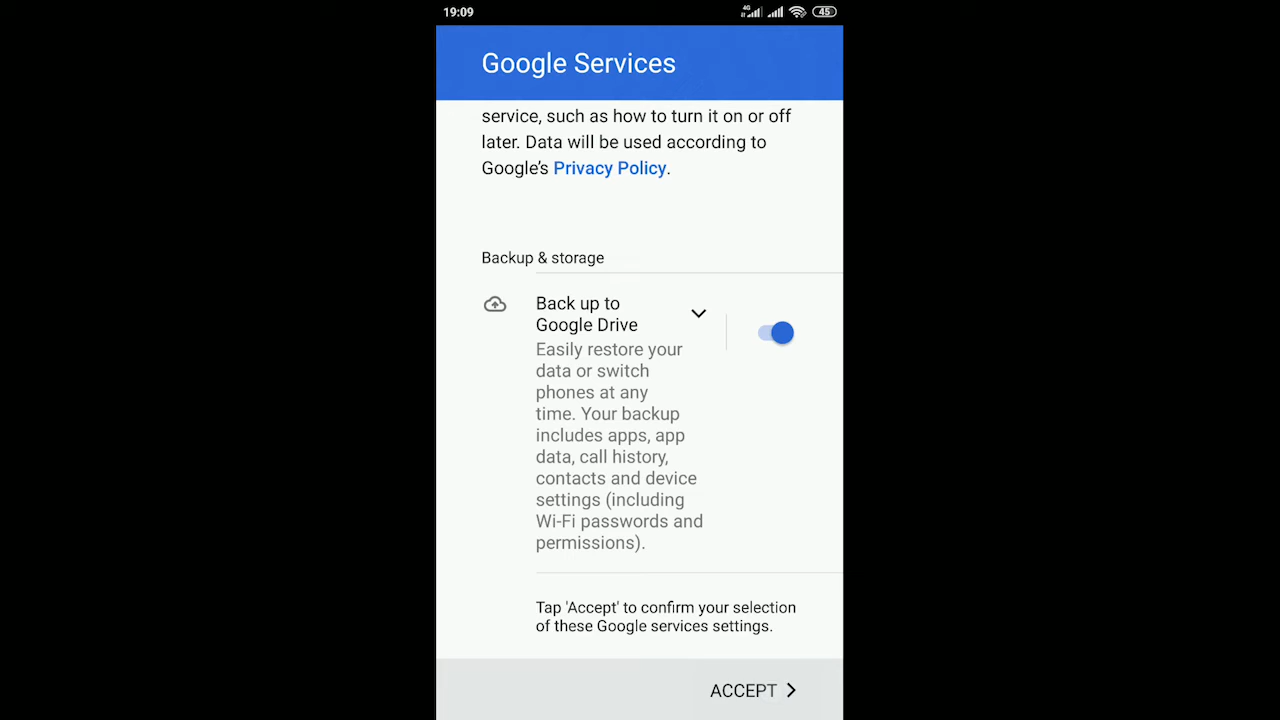 19:09
4G
45
Google Services
service, such as how to turn it on or off
later. Data will be used according to
Google's Privacy Policy.
Backup & storage
Back up to
Google Drive
Easily restore your
data or switch
phones at any
time. Your backup
includes apps, app
data, call history,
contacts and device
settings (including
Wi-Fi passwords and
permissions).
Tap 'Accept' to confirm your selection
of these Google services settings.
ACCEPT